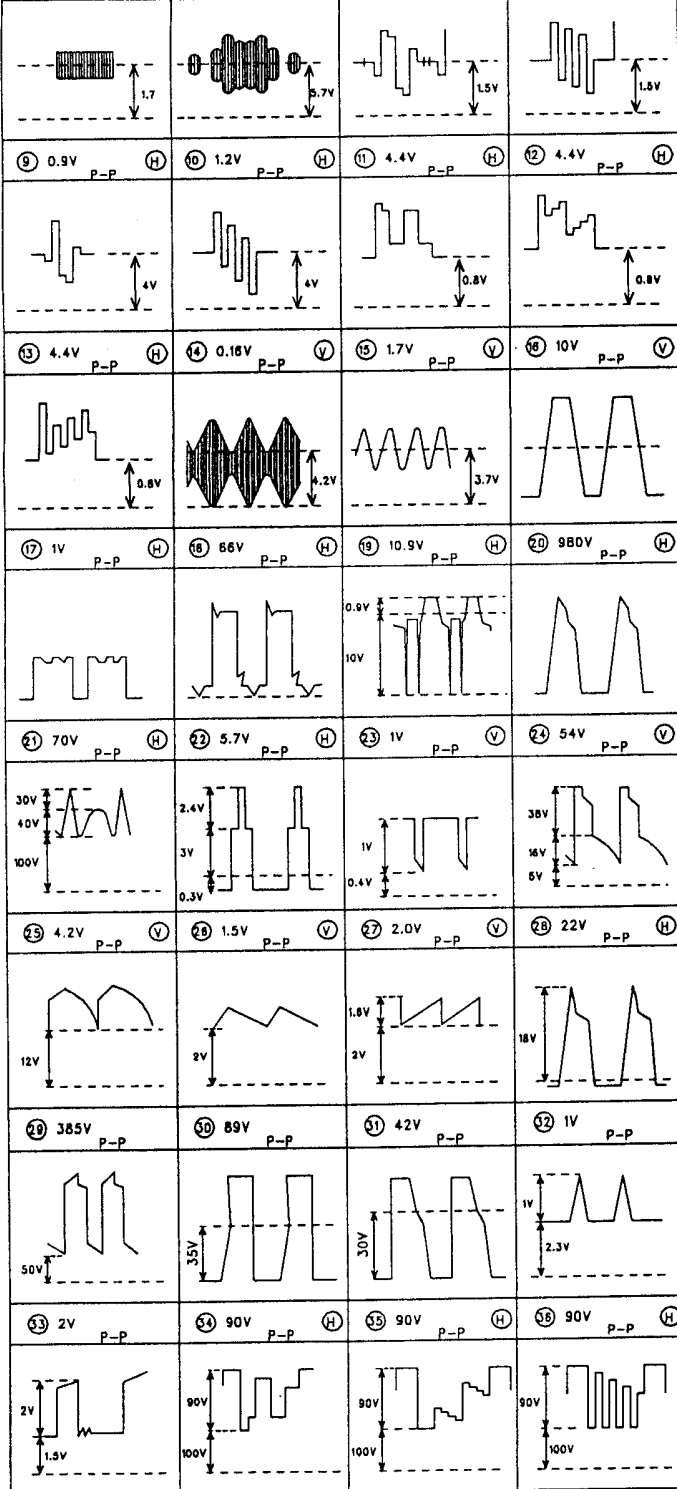 1.7
5.7V
1.5V
1.5V
9 0.9V P-P H
10 1.2V P-P H
11 4.4V P-P H
12 4.4V P-P H
4V
4V
0.8V
0.8V
13 4.4V P-P H
14 0.16V P-P V
15 1.7V P-P V
16 10V P-P V
0.8V
4.2V
3.7V
17 1V P-P H
18 66V P-P H
19 10.9V P-P H
20 980V P-P H
0.9V
10V
21 70V P-P H
22 5.7V P-P H
23 1V P-P V
24 54V P-P V
30V
40V
100V
2.4V
3V
0.3V
1V
0.4V
38V
16V
5V
25 4.2V P-P V
26 1.5V P-P V
27 2.0V P-P V
28 22V P-P H
12V
2V
1.8V
2V
18V
29 385V P-P
30 89V P-P
31 42V P-P
32 1V P-P
50V
35V
30V
1V
2.3V
33 2V P-P
34 90V P-P H
35 90V P-P H
36 90V P-P H
2V
1.5V
90V
100V
90V
100V
90V
100V